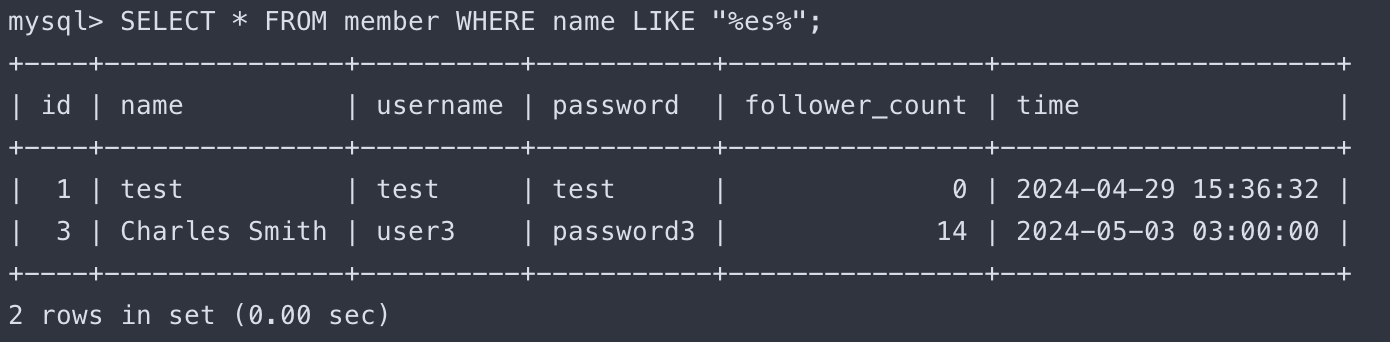 mysql> SELECT * FROM member WHERE name LIKE "%es%";
+----+---------------+----------+----------+----------------+---------------------+
| id | name          | username | password | follower_count | time                |
+----+---------------+----------+----------+----------------+---------------------+
|  1 | test          | test     | test     |              0 | 2024-04-29 15:36:32 |
|  3 | Charles Smith | user3    | password3 |             14 | 2024-05-03 03:00:00 |
+----+---------------+----------+----------+----------------+---------------------+
2 rows in set (0.00 sec)